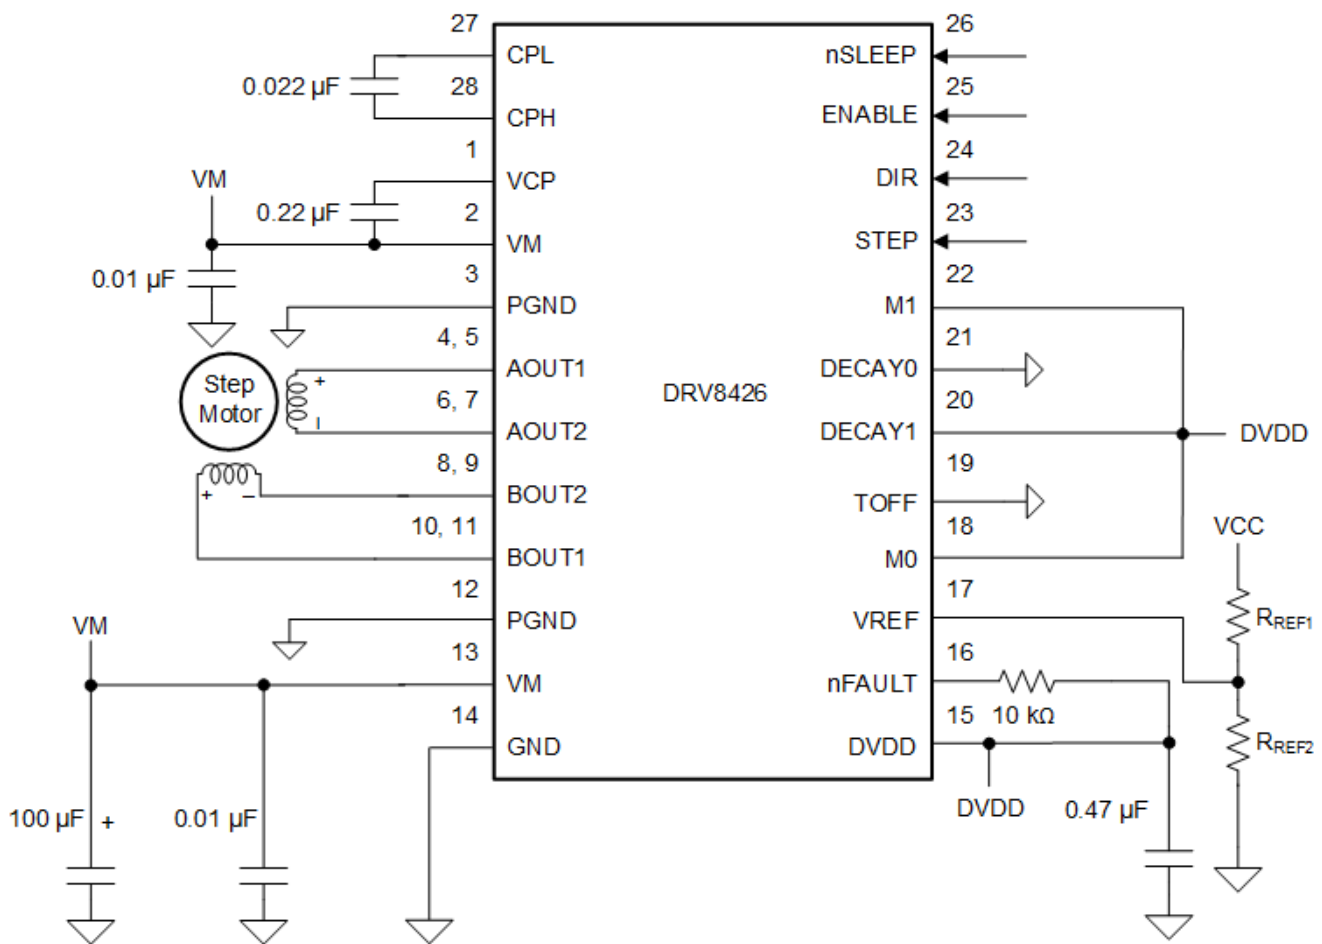 27
26
CPL
nSLEEP
0.022 µF
28
25
CPH
ENABLE
1
24
VM
VCP
DIR
0.22 µF
2
23
VM
STEP
0.01 µF
3
22
PGND
M1
4, 5
21
Step
Motor
+
–
AOUT1
DRV8426
DECAY0
6, 7
20
AOUT2
DECAY1
DVDD
8, 9
19
+ –
BOUT2
TOFF
10, 11
18
VCC
BOUT1
M0
12
17
VM
PGND
VREF
RREF1
13
16
VM
nFAULT
10 kΩ
14
15
GND
DVDD
RREF2
100 µF +
0.01 µF
DVDD
0.47 µF